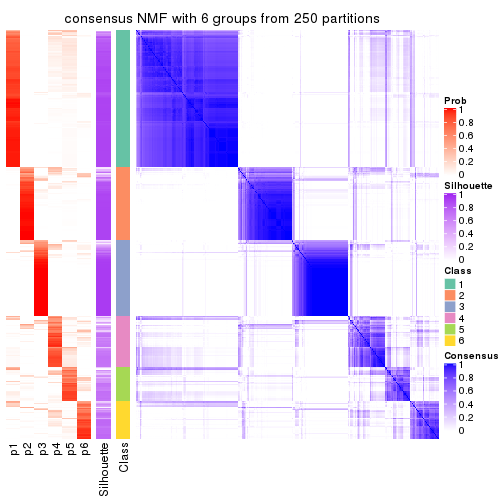 consensus NMF with 6 groups from 250 partitions
Prob
1
0.8
0.6
0.4
0.2
0
Silhouette
1
0.8
0.6
0.4
0.2
0
Class
1
2
3
4
5
6
Consensus
1
0.8
0.6
0.4
0.2
0
p1
p2
p3
p4
p5
p6
Silhouette
Class